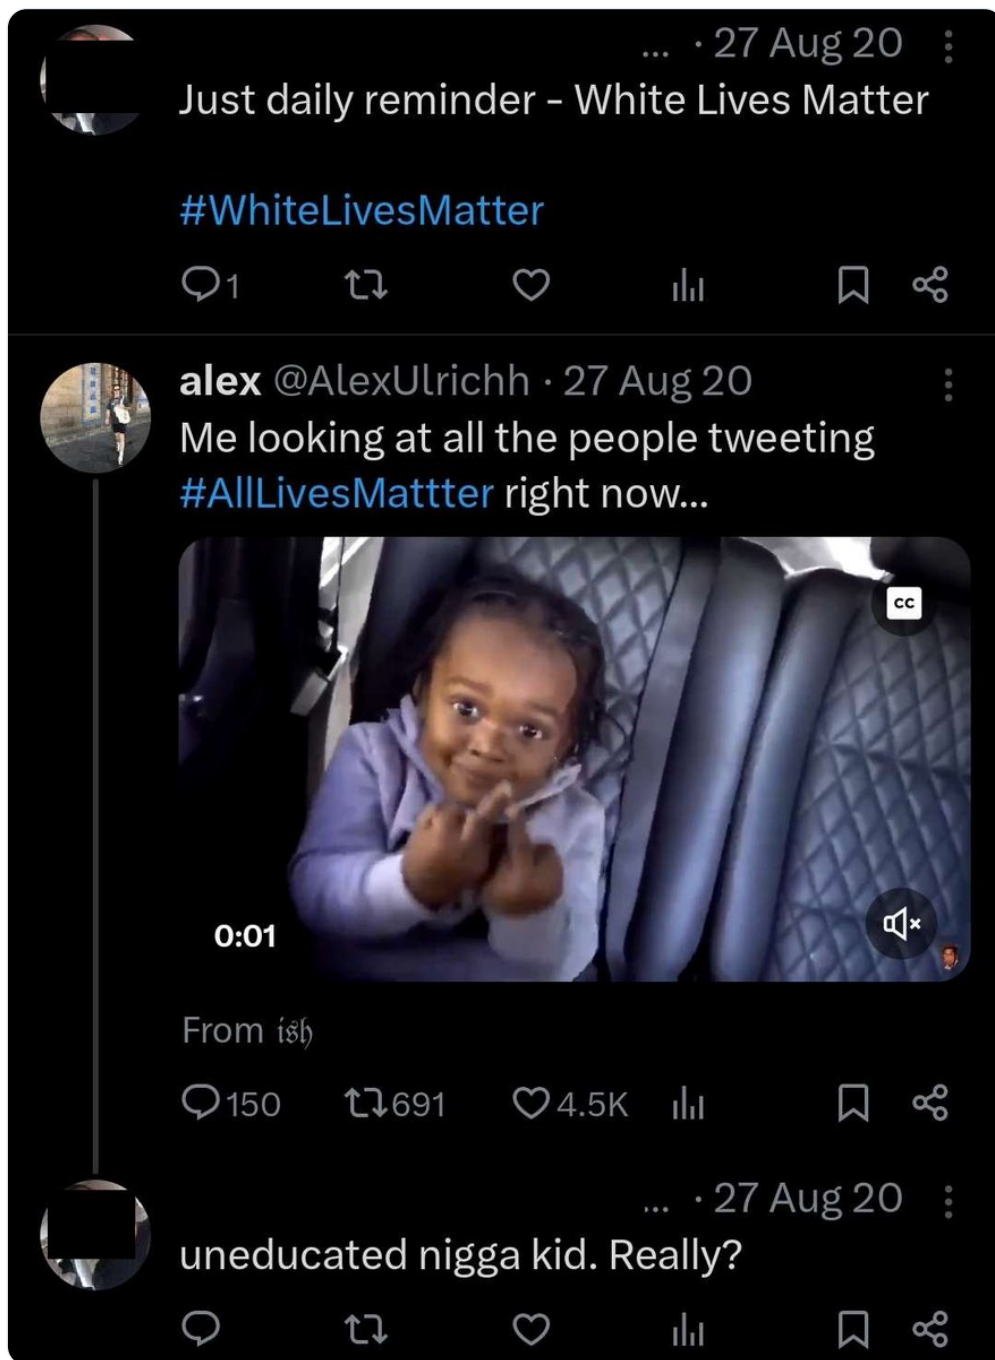 ... · 27 Aug 20
Just daily reminder - White Lives Matter
#WhiteLivesMatter
1
alex @AlexUlrichh · 27 Aug 20
Me looking at all the people tweeting
#AllLivesMattter right now...
CC
0:01
From ish
150 691 4.5K
... · 27 Aug 20
uneducated nigga kid. Really?